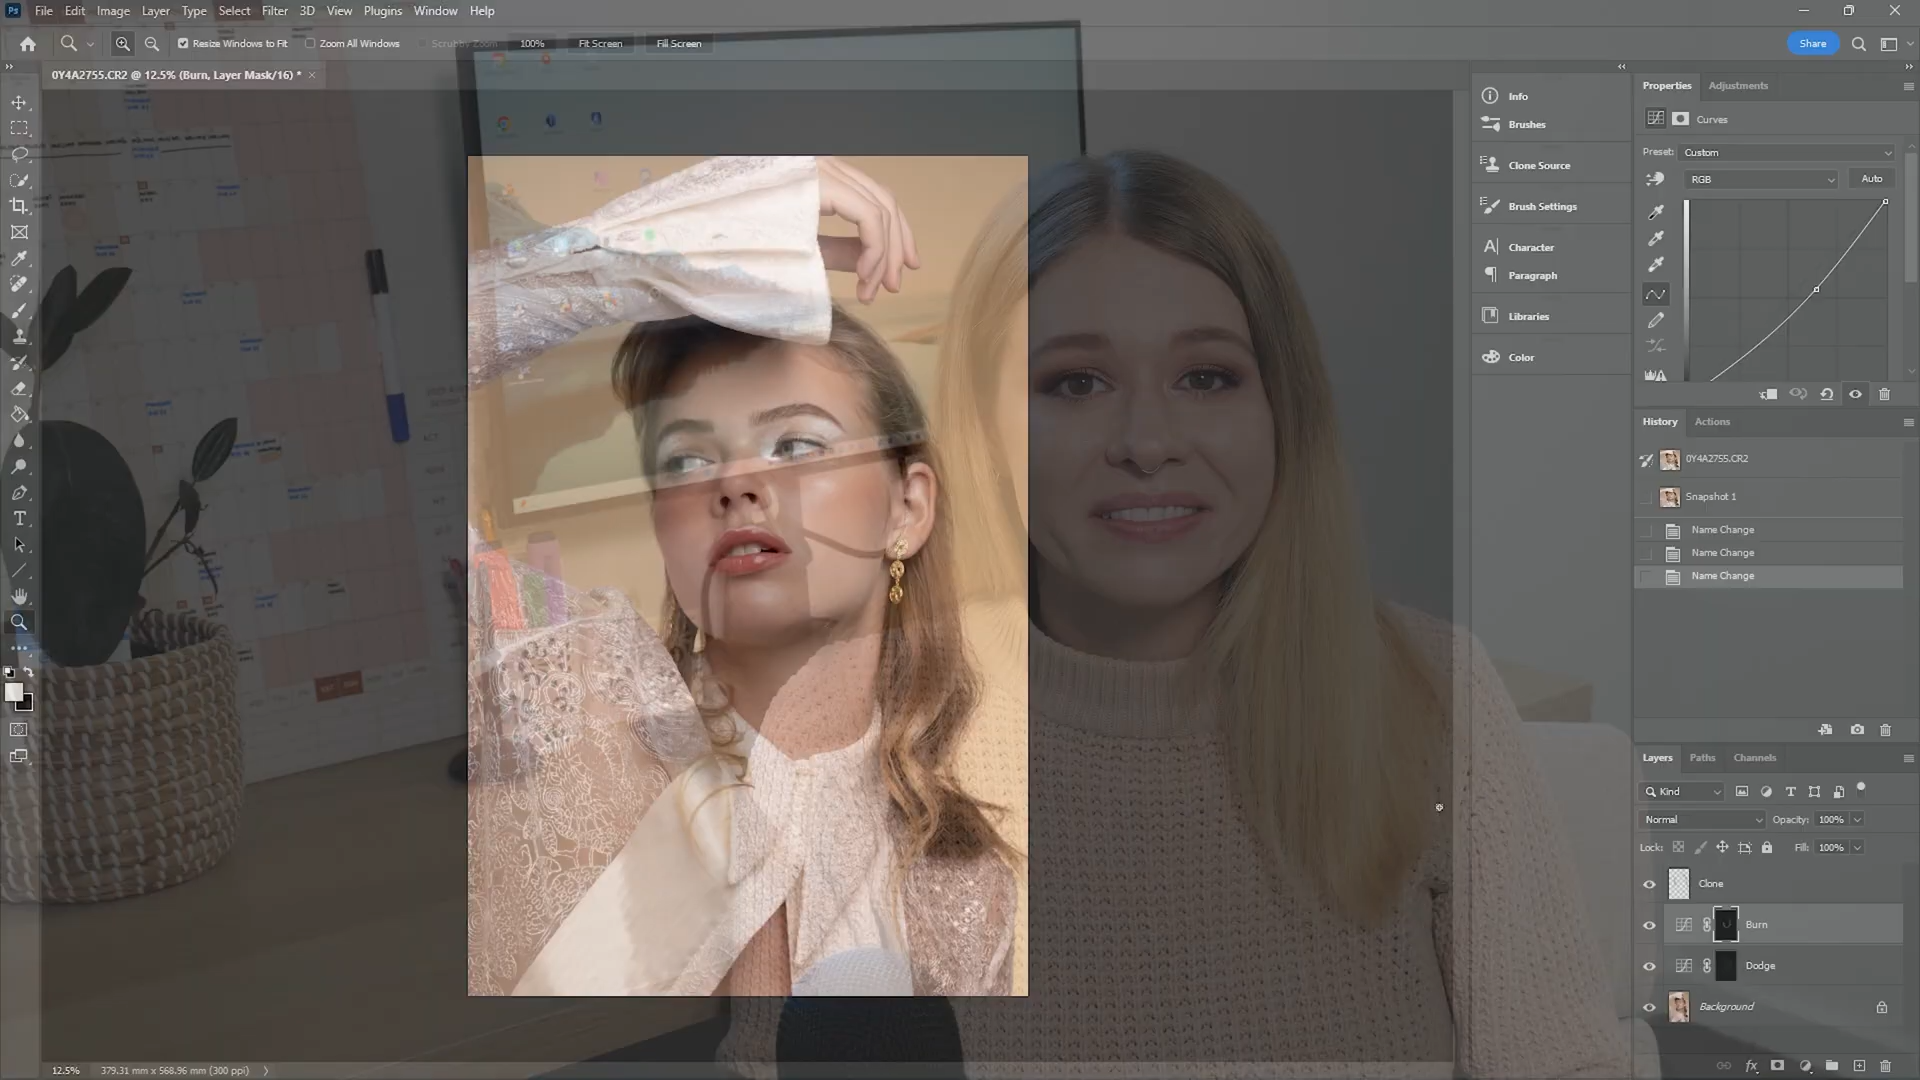 Ps File Edit Image Layer Type Select Filter 3D View Plugins Window Help
Resize Windows to Fit Zoom All Windows Scrubby Zoom 100% Fit Screen Fill Screen Share
0Y4A2755.CR2 @ 12.5% (Burn, Layer Mask/16) *
Info
Brushes
Clone Source
Brush Settings
Character
Paragraph
Libraries
Color
Properties Adjustments
Curves
Preset: Custom
RGB Auto
History Actions
0Y4A2755.CR2
Snapshot 1
Name Change
Name Change
Name Change
Layers Paths Channels
Kind
Normal Opacity: 100%
Lock: Fill: 100%
Clone
Burn
Dodge
Background
12.5% 379.31 mm x 568.96 mm (300 ppi)